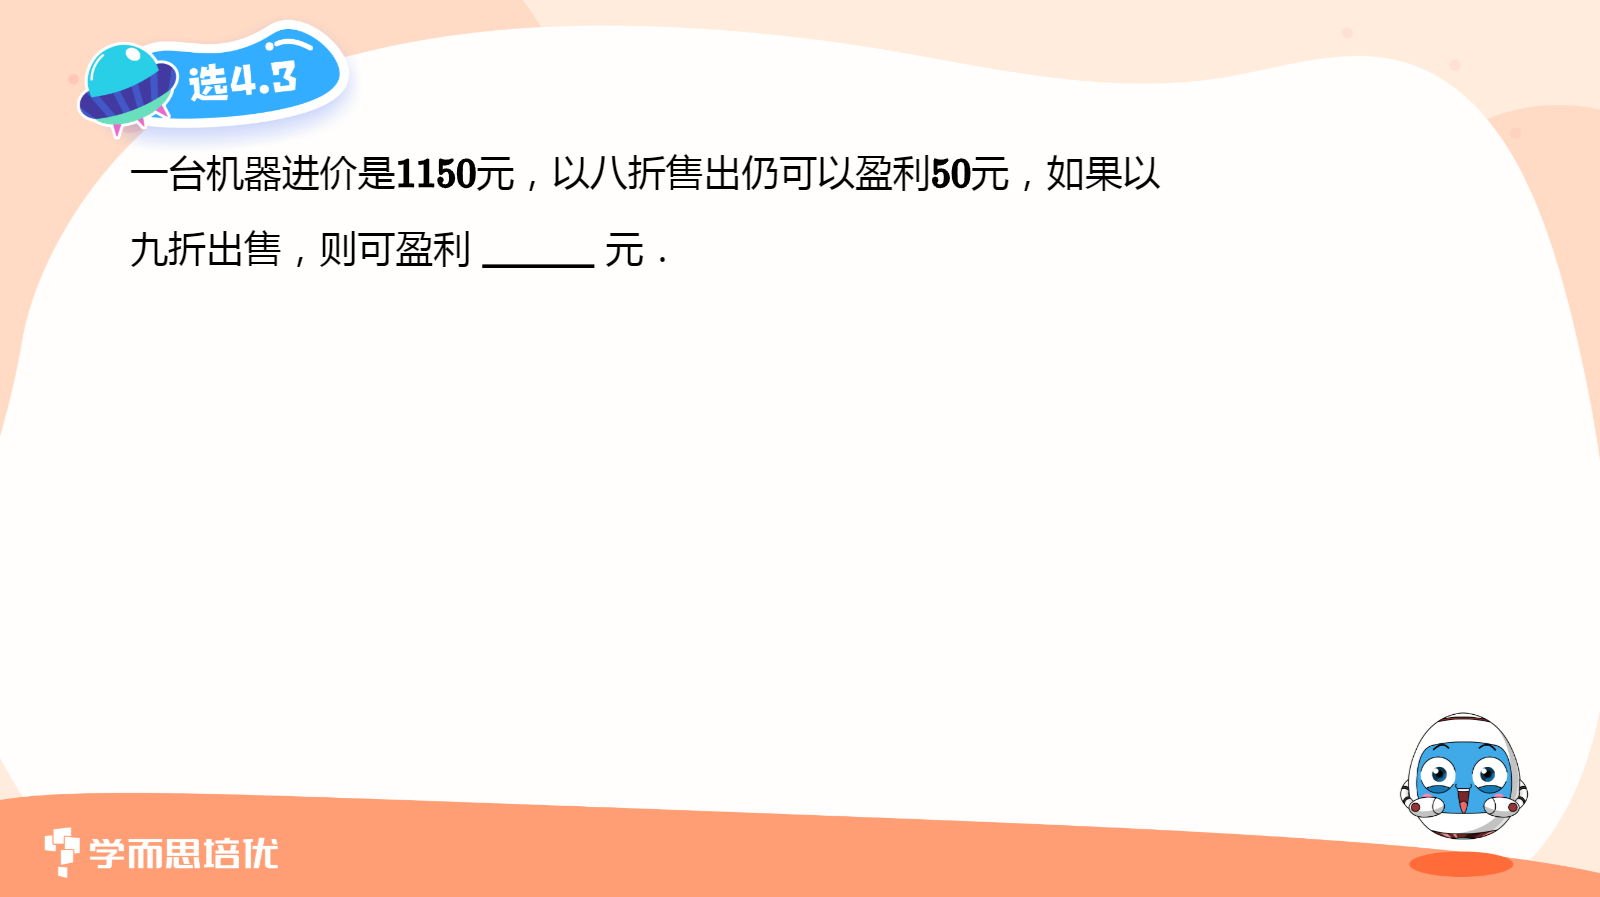 选4.3
一台机器进价是1150元，以八折售出仍可以盈利50元，如果以
九折出售，则可盈利 ______ 元．
学而思培优